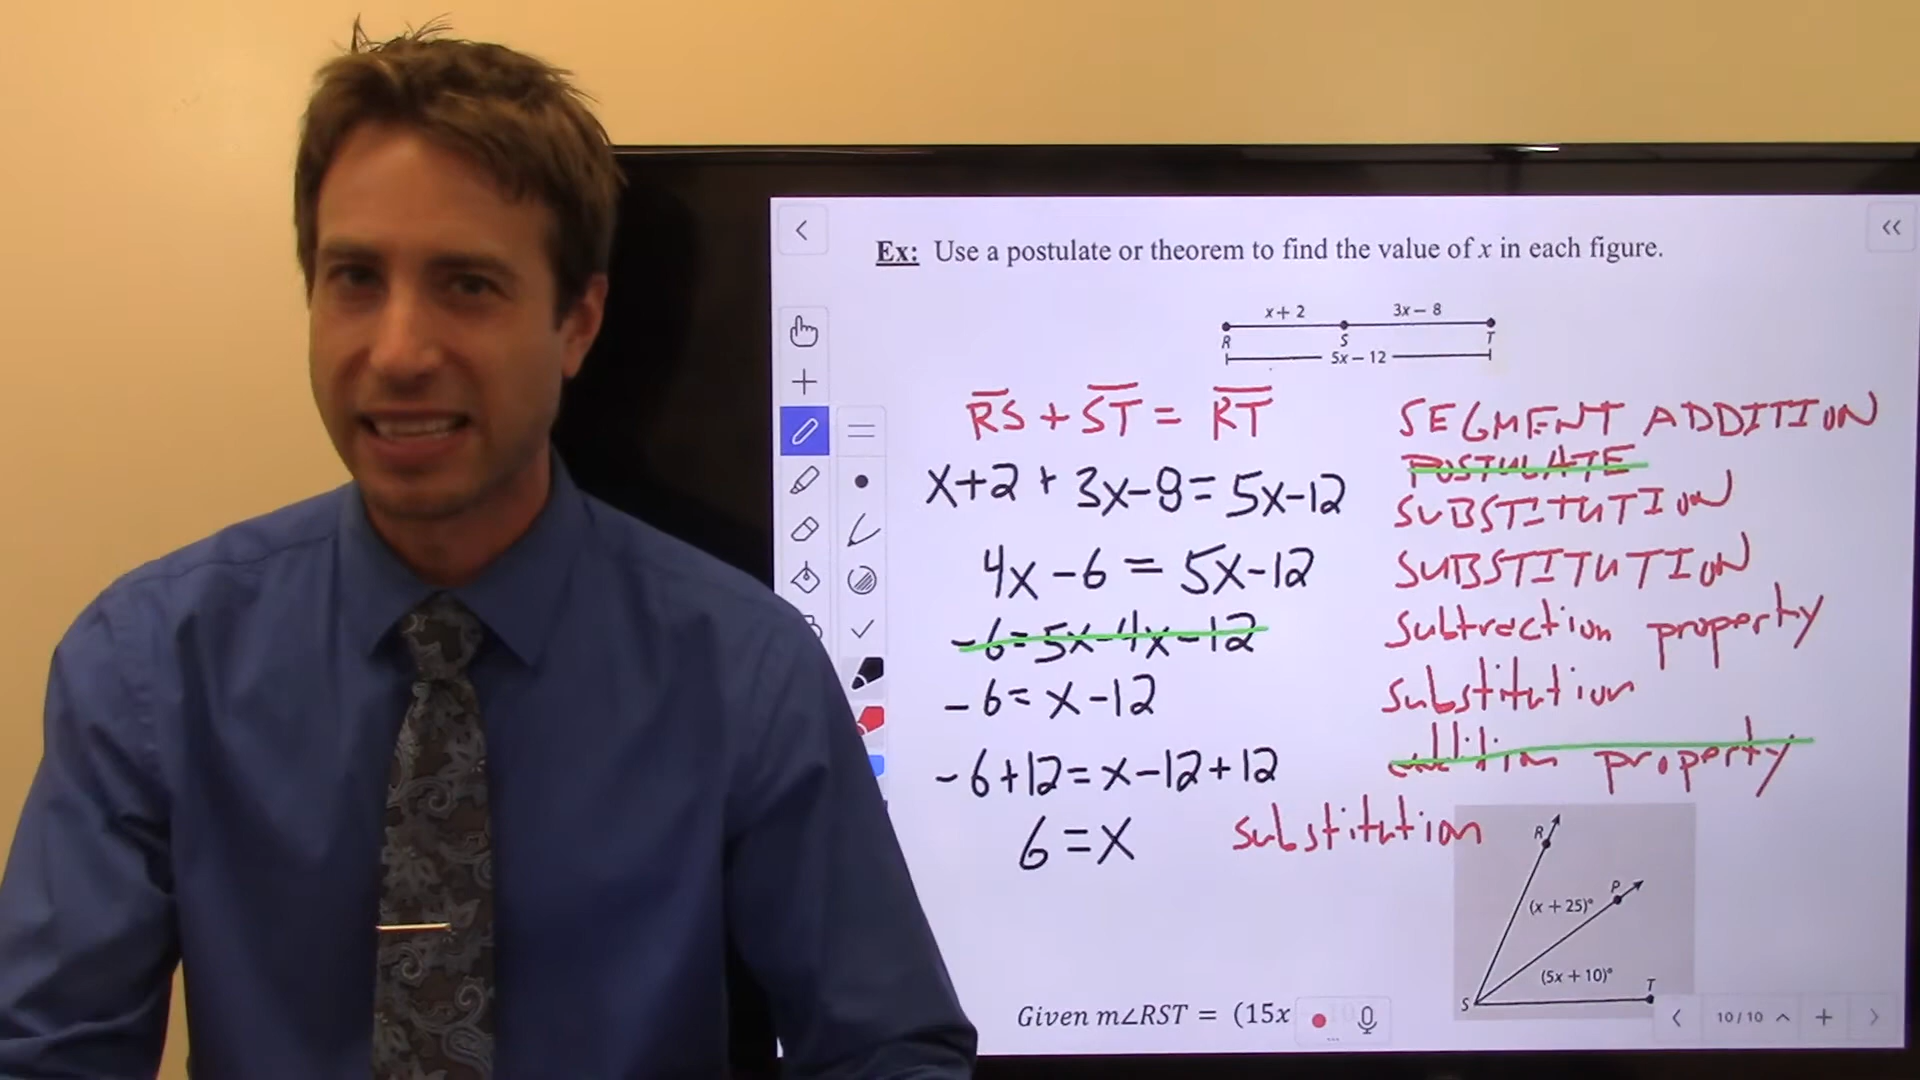 Ex: Use a postulate or theorem to find the value of x in each figure.
x + 2 3x – 8
R S T
5x – 12
RS + ST = RT SEGMENT ADDITION
POSTULATE
x+2 + 3x-8 = 5x-12 SUBSTITUTION
4x - 6 = 5x-12 SUBSTITUTION
-6 = 5x-4x-12 subtraction property
-6 = x -12 substitution
-6+12 = x-12+12 addition property
6 = x substitution
R
P
(x + 25)°
(5x + 10)°
S T
Given m∠RST = (15x
10/10